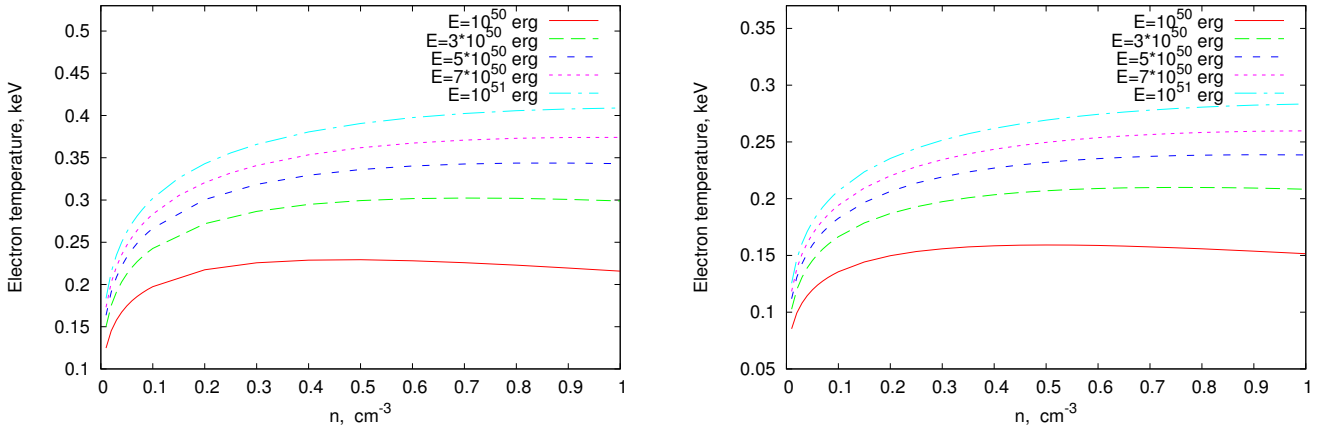 E=10^50 erg
E=3*10^50 erg
E=5*10^50 erg
E=7*10^50 erg
E=10^51 erg
Electron temperature, keV
0.5
0.45
0.4
0.35
0.3
0.25
0.2
0.15
0.1
0 0.1 0.2 0.3 0.4 0.5 0.6 0.7 0.8 0.9 1
n, cm^-3
E=10^50 erg
E=3*10^50 erg
E=5*10^50 erg
E=7*10^50 erg
E=10^51 erg
Electron temperature, keV
0.35
0.3
0.25
0.2
0.15
0.1
0.05
0 0.1 0.2 0.3 0.4 0.5 0.6 0.7 0.8 0.9 1
n, cm^-3